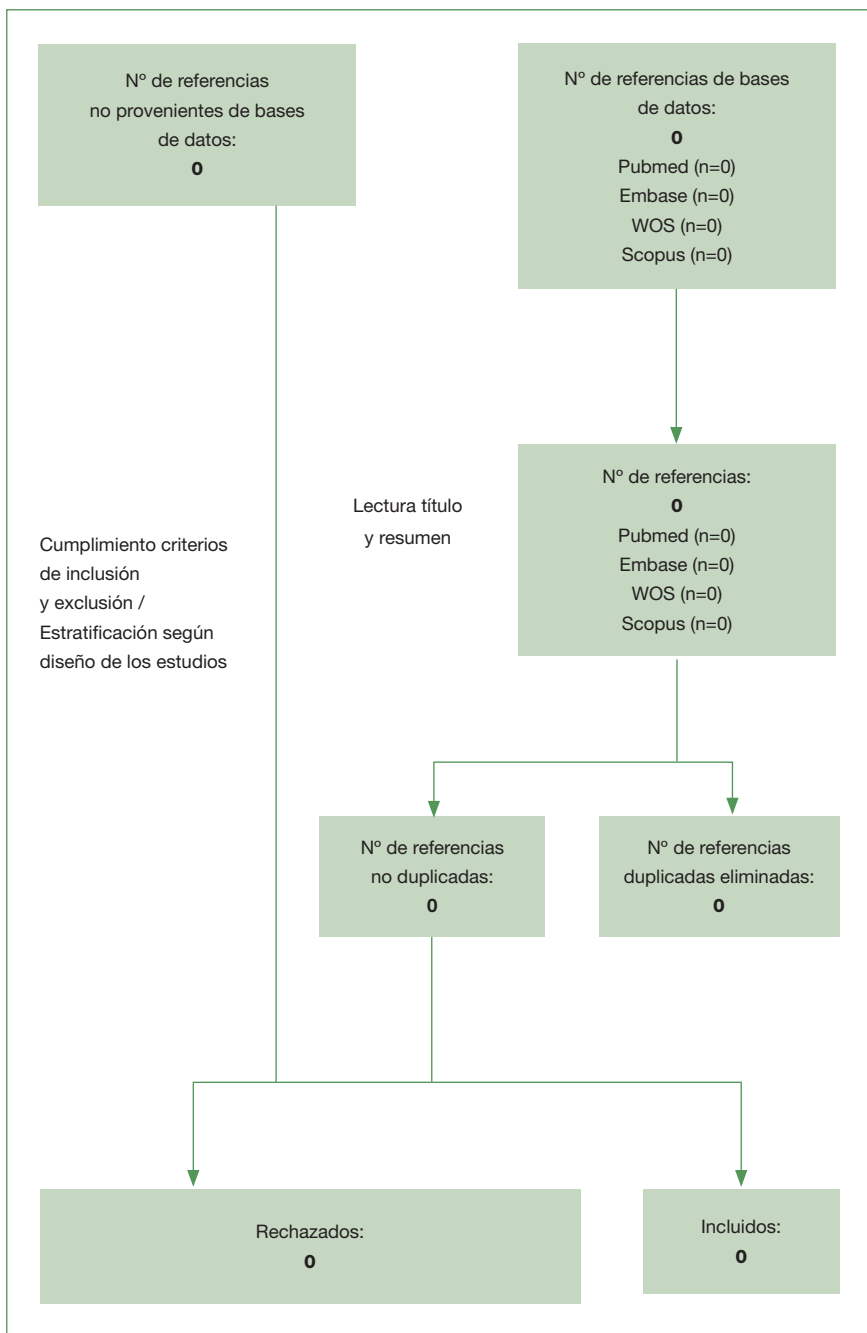 Nº de referencias
no provenientes de bases
de datos:
0
Nº de referencias de bases
de datos:
0
Pubmed (n=0)
Embase (n=0)
WOS (n=0)
Scopus (n=0)
Nº de referencias:
0
Pubmed (n=0)
Embase (n=0)
WOS (n=0)
Scopus (n=0)
Lectura título
y resumen
Cumplimiento criterios
de inclusión
y exclusión /
Estratificación según
diseño de los estudios
Nº de referencias
no duplicadas:
0
Nº de referencias
duplicadas eliminadas:
0
Rechazados:
0
Incluidos:
0